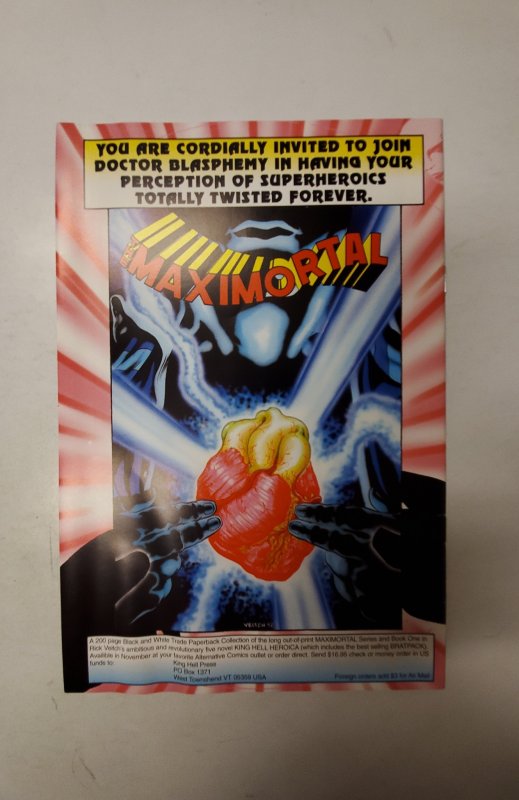 YOU ARE CORDIALLY INVITED TO JOIN
DOCTOR BLASPHEMY IN HAVING YOUR
PERCEPTION OF SUPERHEROICS
TOTALLY TWISTED FOREVER.
THE MAXIMORTAL
VEITCH 92
A 200 page Black and White Trade Paperback Collection of the long out-of-print MAXIMORTAL Series and Book One in
Rick Veitch's ambitious and revolutionary five novel KING HELL HEROICA (which includes the best selling BRATPACK).
Available in November at your favorite Alternative Comics outlet or order direct. Send $16.95 check or money order in US
funds to: King Hell Press
PO Box 1371
West Townshend VT 05359 USA
Foreign orders add $3 for Air Mail